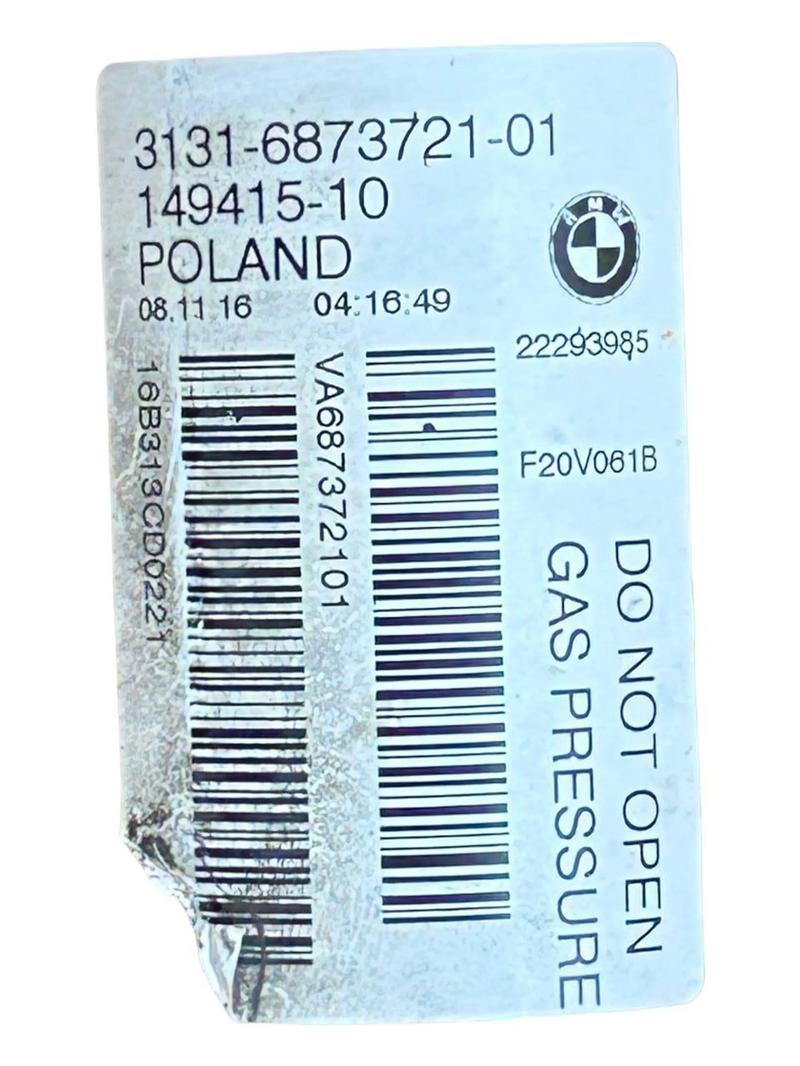 3131-6873721-01
149415-10
POLAND
08.11.16 04:16:49
BMW
22293985
F20V061B
16B313CD0221
VA687372101
DO NOT OPEN
GAS PRESSURE